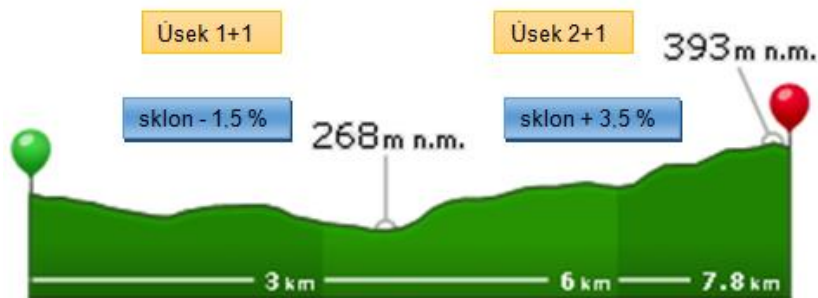 Úsek 1+1
Úsek 2+1
393m n.m.
sklon - 1,5 %
268m n.m.
sklon + 3,5 %
3 km
6 km
7.8 km